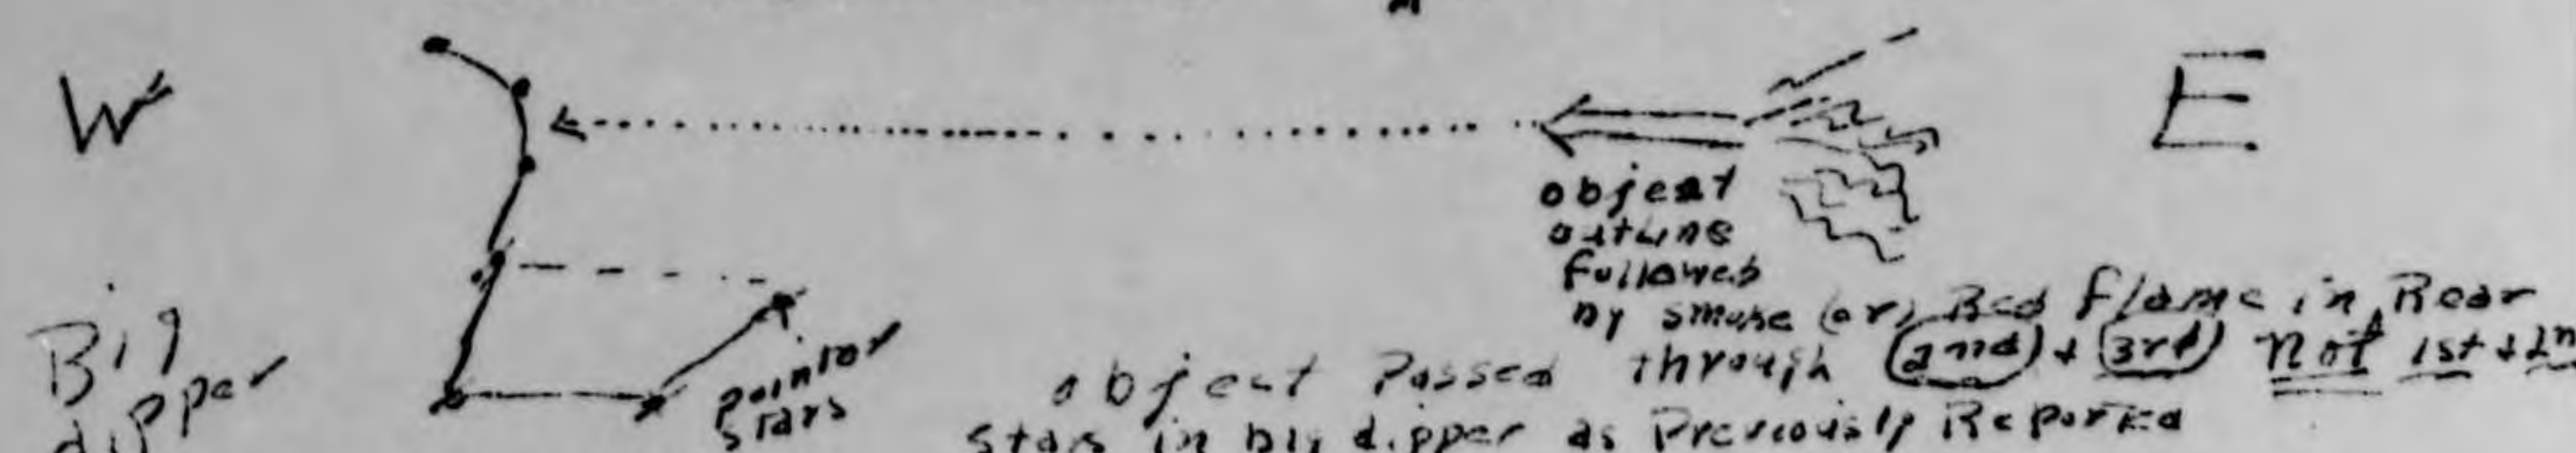 W
E
object
outline
followed
by smoke (or) Red flame in Rear
Big
dipper
pointer
stars
object Passed through (2nd) + (3rd) not 1st + 2n
stars in big dipper as Previously Reported